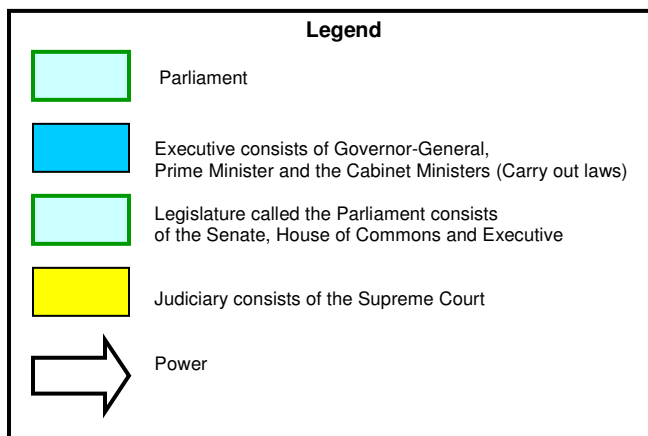 Legend
Parliament
Executive consists of Governor-General,
Prime Minister and the Cabinet Ministers (Carry out laws)
Legislature called the Parliament consists
of the Senate, House of Commons and Executive
Judiciary consists of the Supreme Court
Power